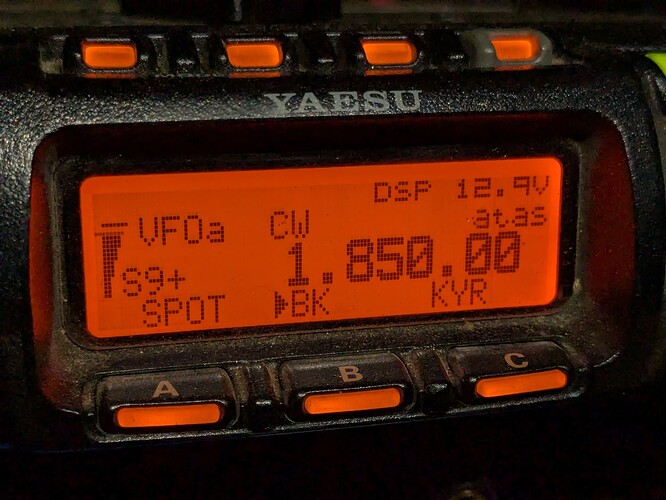 YAESU
DSP 12.9V
VFOa CW atas
S9+ 1.850.00
SPOT ▶BK KYR
A B C